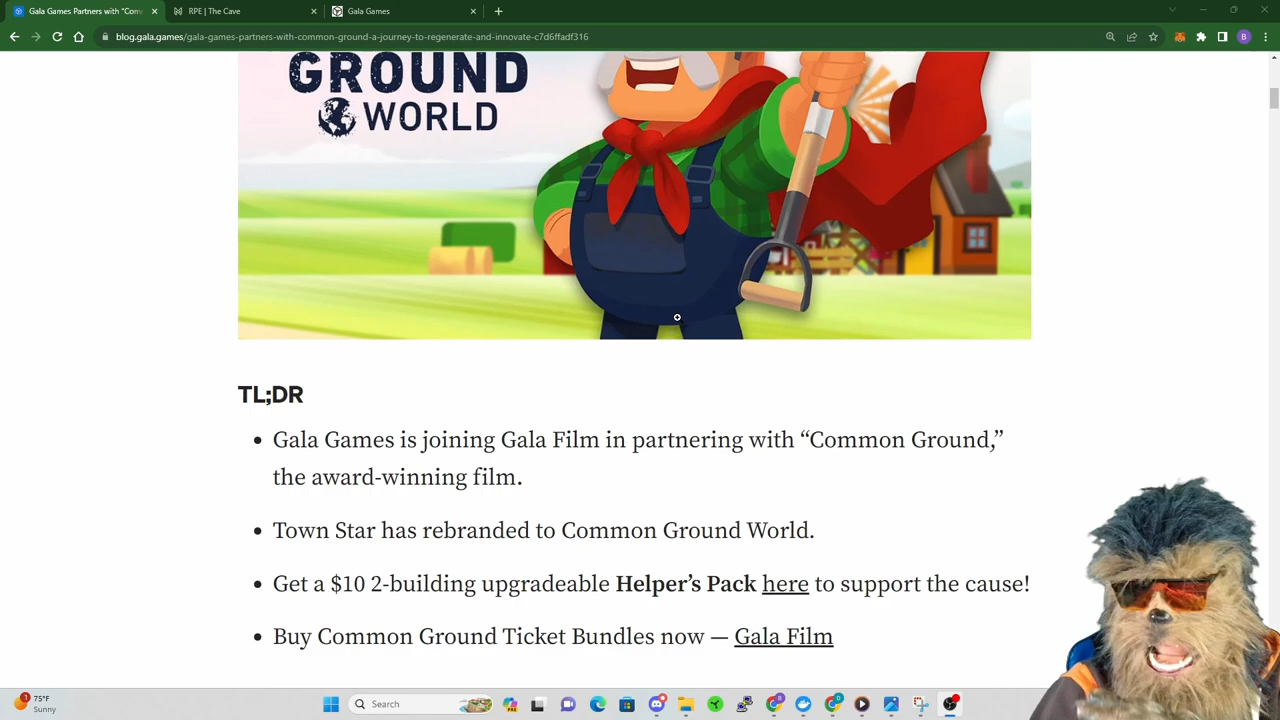 Gala Games Partners with "Com
RPE | The Cave
Gala Games
blog.gala.games/gala-games-partners-with-common-ground-a-journey-to-regenerate-and-innovate-c7d6ffadf316
B
GROUND
WORLD
TL;DR
Gala Games is joining Gala Film in partnering with “Common Ground,”
the award-winning film.
Town Star has rebranded to Common Ground World.
Get a $10 2-building upgradeable Helper’s Pack here to support the cause!
Buy Common Ground Ticket Bundles now — Gala Film
1
75°F
Sunny
Search